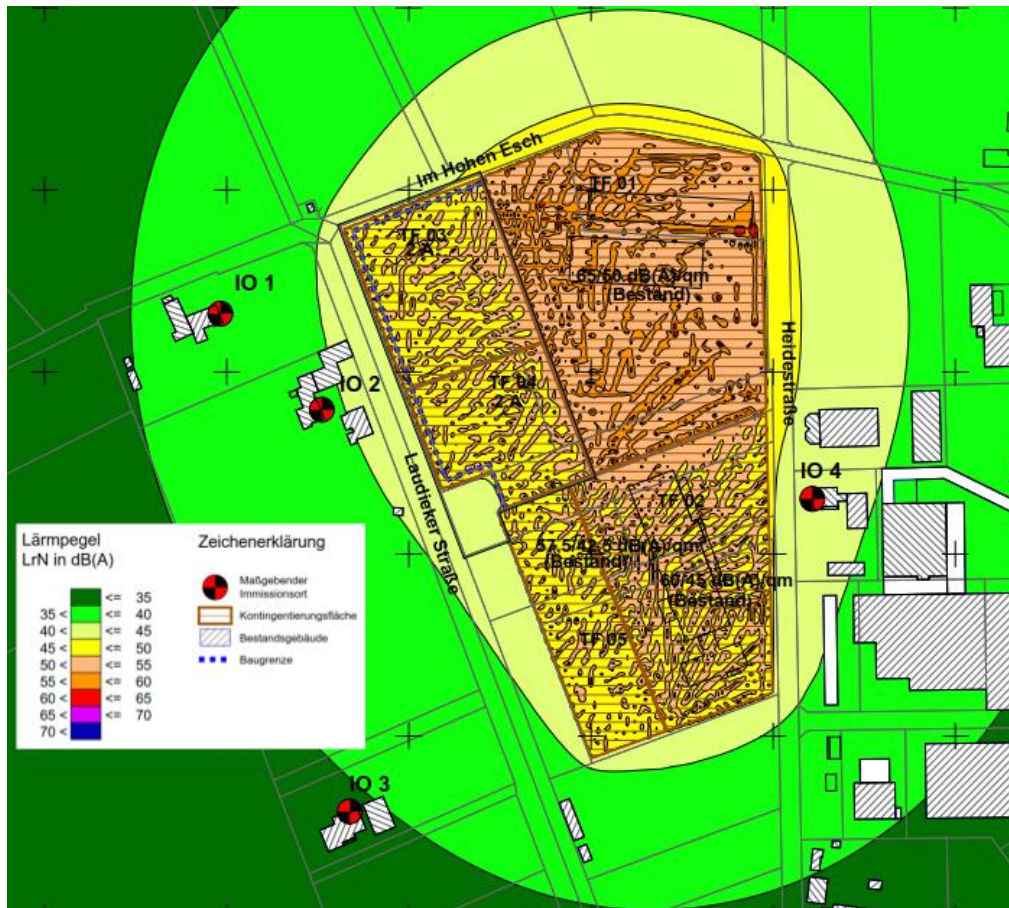 Im Hohen Esch
TF 01
TF 03
2 A
IO 1
65/50 dB(A)/qm
(Bestand)
Heidestraße
IO 2
TF 04
2 A
Laudieker Straße
IO 4
TF 02
57,5/42,5 dB(A)/qm
(Bestand)
60/45 dB(A)/qm
(Bestand)
TF 05
IO 3
Lärmpegel
LrN in dB(A)
<= 35
35 < <= 40
40 < <= 45
45 < <= 50
50 < <= 55
55 < <= 60
60 < <= 65
65 < <= 70
70 <
Zeichenerklärung
Maßgebender
Immissionsort
Kontingentierungsfläche
Bestandsgebäude
Baugrenze